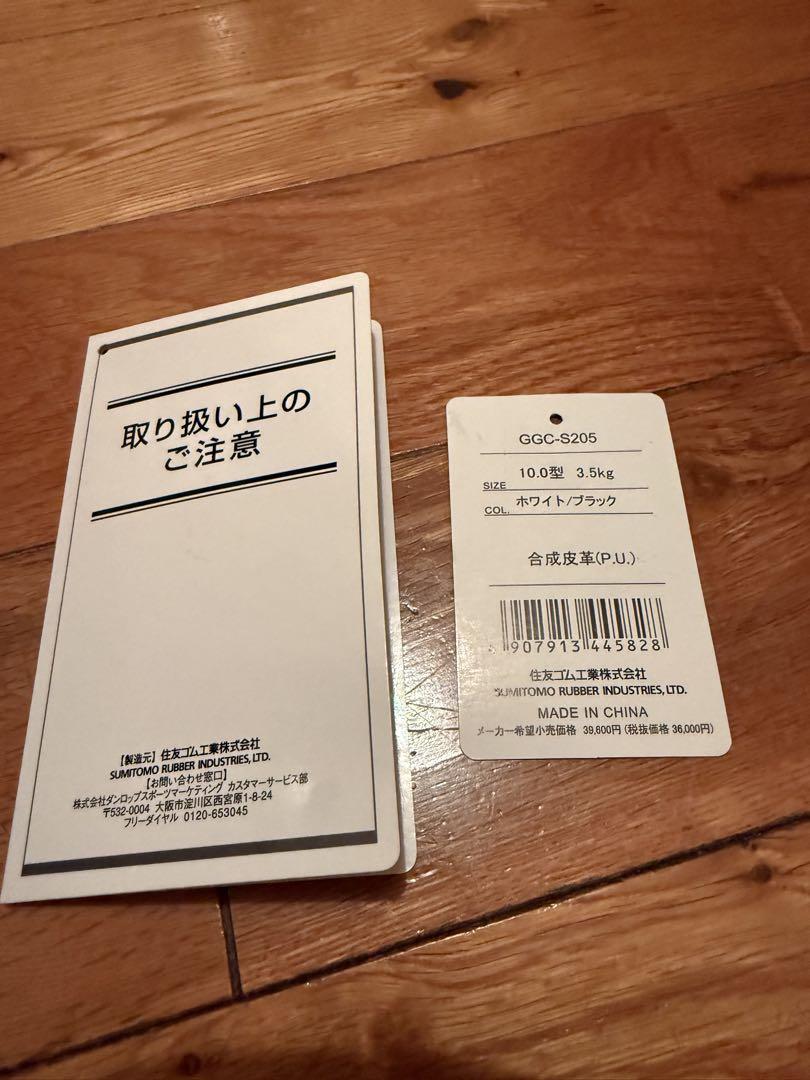 取り扱い上の
ご注意
【製造元】住友ゴム工業株式会社
SUMITOMO RUBBER INDUSTRIES, LTD.
【お問い合わせ窓口】
株式会社ダンロップスポーツマーケティング カスタマーサービス部
〒532-0004 大阪市淀川区西宮原1-8-24
フリーダイヤル 0120-653045
GGC-S205
SIZE 10.0型 3.5kg
COL. ホワイト/ブラック
合成皮革(P.U.)
4 907913 445828
住友ゴム工業株式会社
SUMITOMO RUBBER INDUSTRIES, LTD.
MADE IN CHINA
メーカー希望小売価格 39,600円(税抜価格 36,000円)